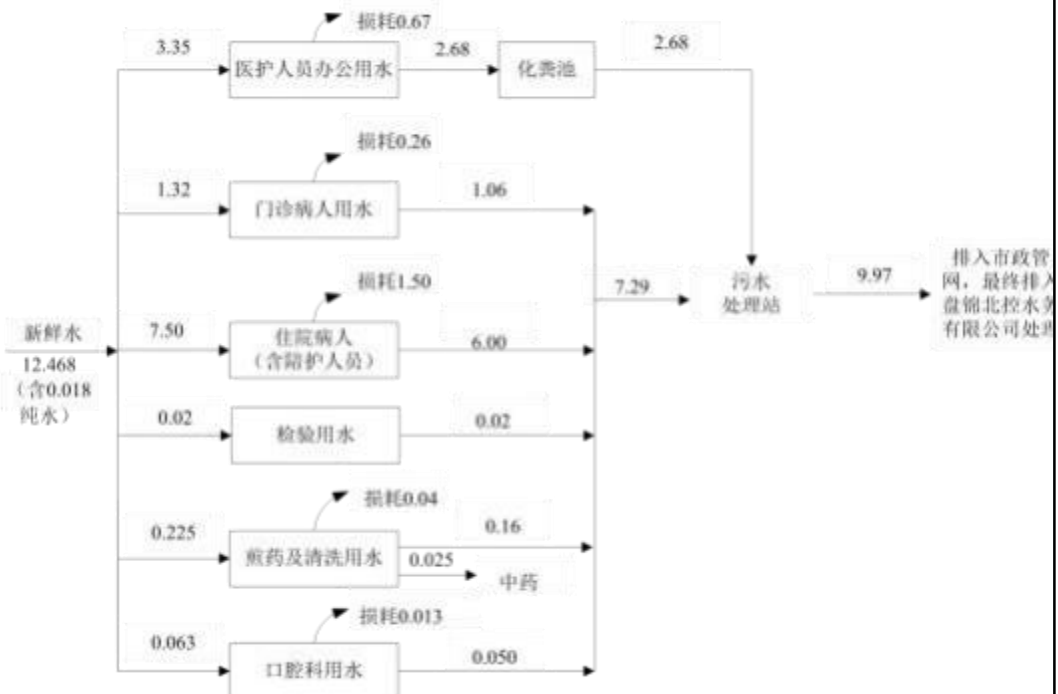 损耗0.67
3.35
医护人员办公用水
2.68
化粪池
2.68
损耗0.26
1.32
门诊病人用水
1.06
损耗1.50
7.50
住院病人
（含陪护人员）
6.00
7.29
污水
处理站
9.97
排入市政管
网，最终排入
盘锦北控水务
有限公司处理
新鲜水
12.468
（含0.018
纯水）
0.02
检验用水
0.02
损耗0.04
0.225
煎药及清洗用水
0.16
0.025
中药
损耗0.013
0.063
口腔科用水
0.050